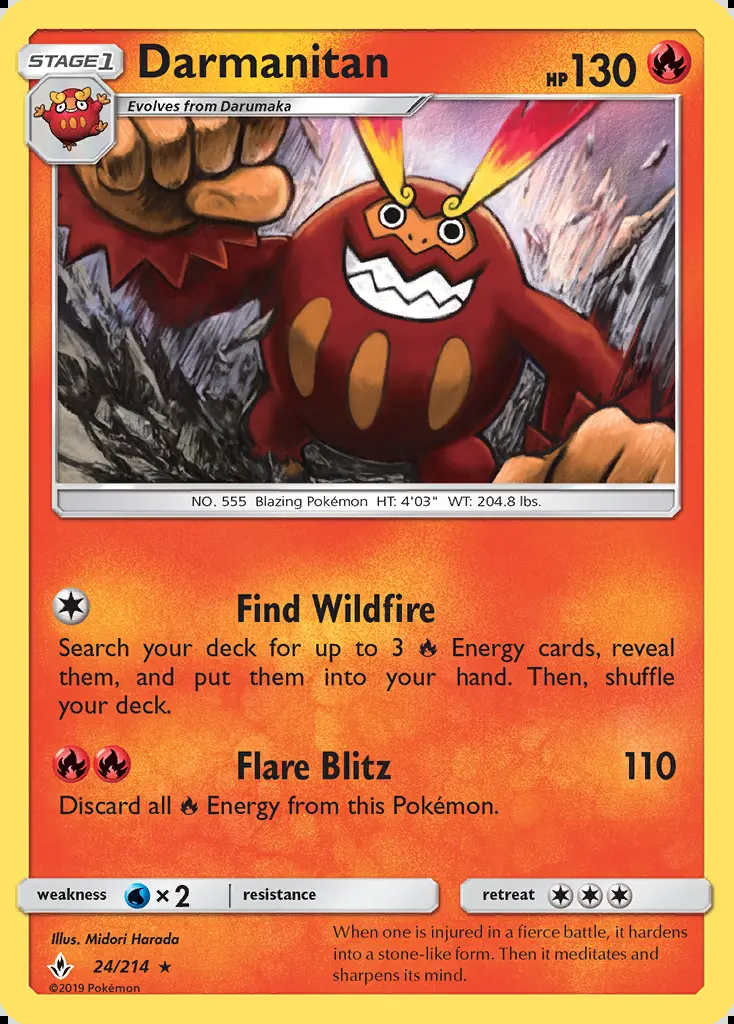 STAGE1
Darmanitan
HP 130
Evolves from Darumaka
NO. 555 Blazing Pokémon HT: 4'03" WT: 204.8 lbs.
Find Wildfire
Search your deck for up to 3 Energy cards, reveal
them, and put them into your hand. Then, shuffle
your deck.
Flare Blitz 110
Discard all Energy from this Pokémon.
weakness ×2 resistance retreat
Illus. Midori Harada
24/214 ★
©2019 Pokémon
When one is injured in a fierce battle, it hardens
into a stone-like form. Then it meditates and
sharpens its mind.